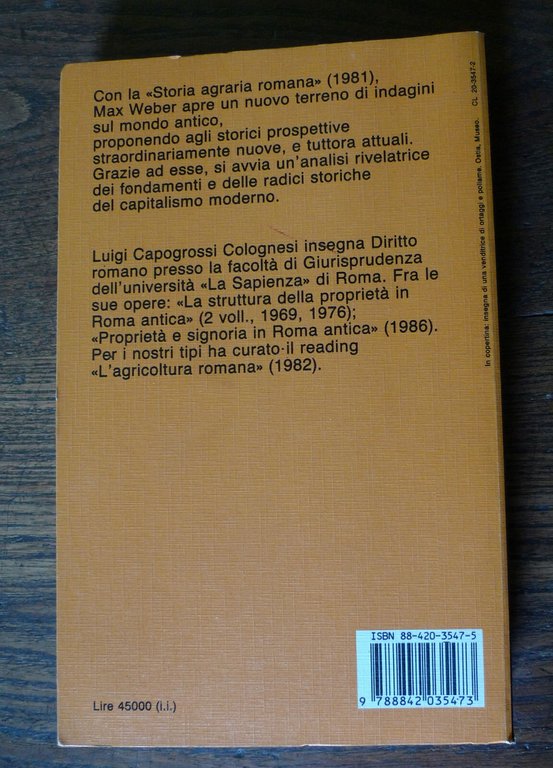 Con la «Storia agraria romana» (1981),
Max Weber apre un nuovo terreno di indagini
sul mondo antico,
proponendo agli storici prospettive
straordinariamente nuove, e tuttora attuali.
Grazie ad esse, si avvia un'analisi rivelatrice
dei fondamenti e delle radici storiche
del capitalismo moderno.
Luigi Capogrossi Colognesi insegna Diritto
romano presso la facoltà di Giurisprudenza
dell'università «La Sapienza» di Roma. Fra le
sue opere: «La struttura della proprietà in
Roma antica» (2 voll., 1969, 1976);
«Proprietà e signoria in Roma antica» (1986).
Per i nostri tipi ha curato il reading
«L'agricoltura romana» (1982).
In copertina: insegna di una venditrice di ortaggi e pollame. Ostia, Museo. CL 20-3547-2
ISBN 88-420-3547-5
9 788842 035473
Lire 45000 (i.i.)